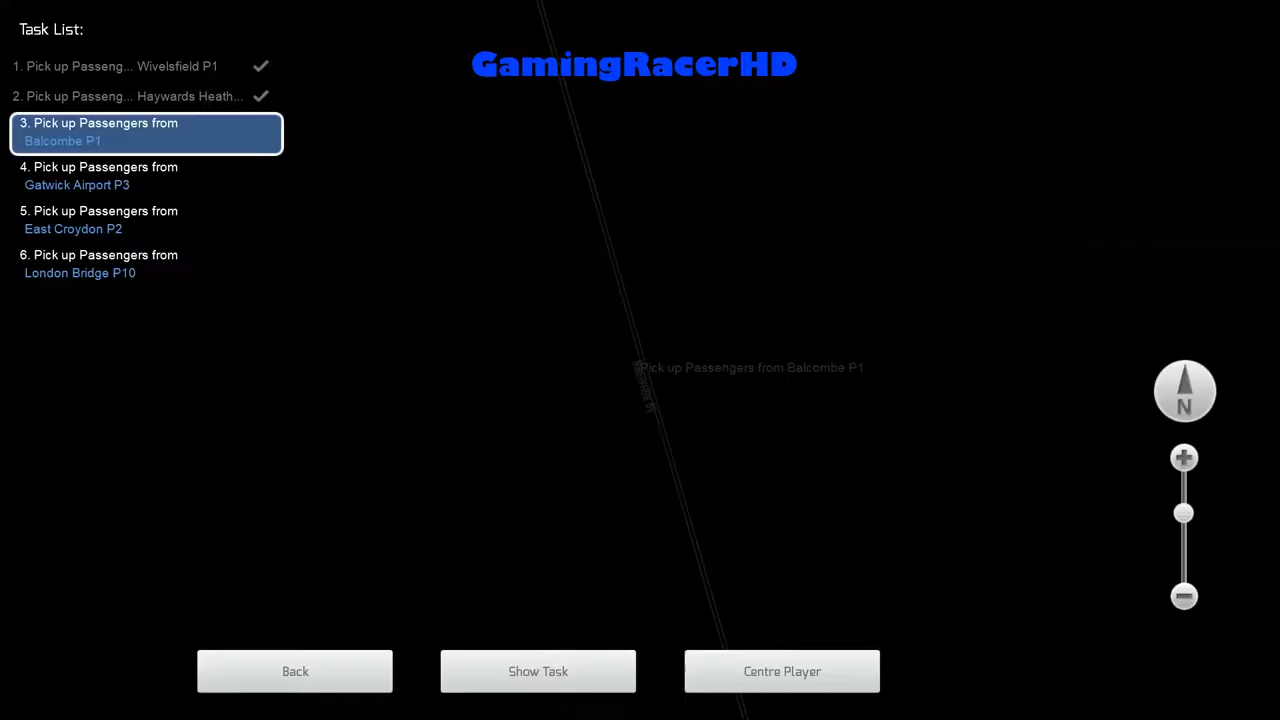 Task List:
GamingRacerHD
1. Pick up Passeng... Wivelsfield P1
2. Pick up Passeng... Haywards Heath...
3. Pick up Passengers from
Balcombe P1
4. Pick up Passengers from
Gatwick Airport P3
5. Pick up Passengers from
East Croydon P2
6. Pick up Passengers from
London Bridge P10
Pick up Passengers from Balcombe P1
N
Back
Show Task
Centre Player